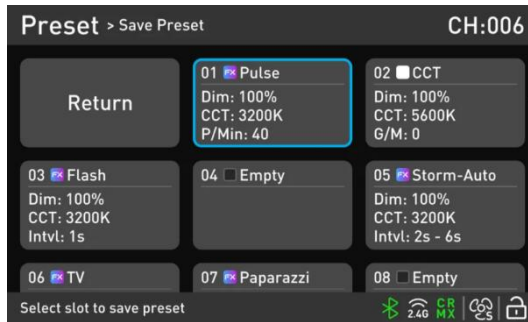 Preset > Save Preset CH:006
Return
01 FX Pulse
Dim: 100%
CCT: 3200K
P/Min: 40
02 CCT
Dim: 100%
CCT: 5600K
G/M: 0
03 FX Flash
Dim: 100%
CCT: 3200K
Intvl: 1s
04 Empty
05 FX Storm-Auto
Dim: 100%
CCT: 3200K
Intvl: 2s - 6s
06 FX TV
07 FX Paparazzi
08 Empty
Select slot to save preset 2.4G CR MX S